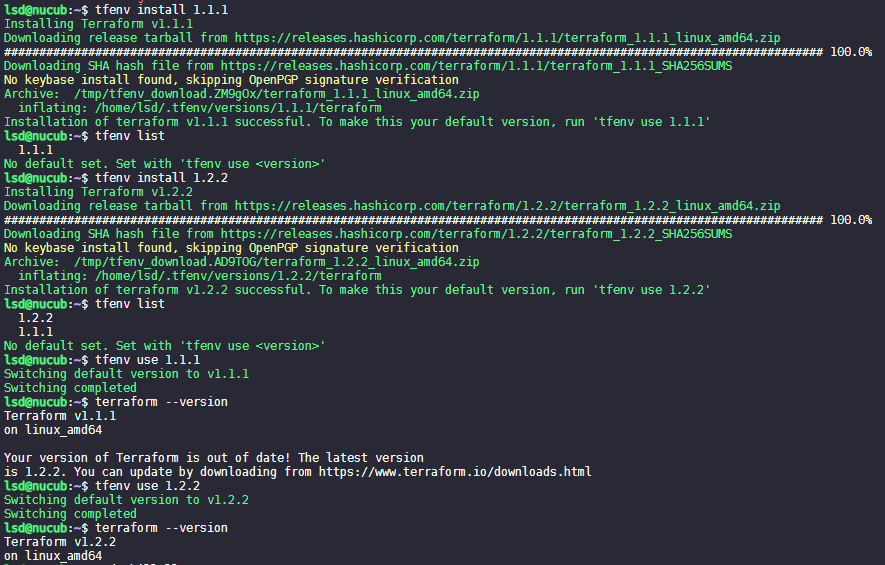 lsd@nucub:~$ tfenv install 1.1.1
Installing Terraform v1.1.1
Downloading release tarball from https://releases.hashicorp.com/terraform/1.1.1/terraform_1.1.1_linux_amd64.zip
##################################################################################################################### 100.0%
Downloading SHA hash file from https://releases.hashicorp.com/terraform/1.1.1/terraform_1.1.1_SHA256SUMS
No keybase install found, skipping OpenPGP signature verification
Archive:  /tmp/tfenv_download.ZM9gOx/terraform_1.1.1_linux_amd64.zip
  inflating: /home/lsd/.tfenv/versions/1.1.1/terraform
Installation of terraform v1.1.1 successful. To make this your default version, run 'tfenv use 1.1.1'
lsd@nucub:~$ tfenv list
  1.1.1
No default set. Set with 'tfenv use <version>'
lsd@nucub:~$ tfenv install 1.2.2
Installing Terraform v1.2.2
Downloading release tarball from https://releases.hashicorp.com/terraform/1.2.2/terraform_1.2.2_linux_amd64.zip
##################################################################################################################### 100.0%
Downloading SHA hash file from https://releases.hashicorp.com/terraform/1.2.2/terraform_1.2.2_SHA256SUMS
No keybase install found, skipping OpenPGP signature verification
Archive:  /tmp/tfenv_download.AD9TOG/terraform_1.2.2_linux_amd64.zip
  inflating: /home/lsd/.tfenv/versions/1.2.2/terraform
Installation of terraform v1.2.2 successful. To make this your default version, run 'tfenv use 1.2.2'
lsd@nucub:~$ tfenv list
  1.2.2
  1.1.1
No default set. Set with 'tfenv use <version>'
lsd@nucub:~$ tfenv use 1.1.1
Switching default version to v1.1.1
Switching completed
lsd@nucub:~$ terraform --version
Terraform v1.1.1
on linux_amd64

Your version of Terraform is out of date! The latest version
is 1.2.2. You can update by downloading from https://www.terraform.io/downloads.html
lsd@nucub:~$ tfenv use 1.2.2
Switching default version to v1.2.2
Switching completed
lsd@nucub:~$ terraform --version
Terraform v1.2.2
on linux_amd64